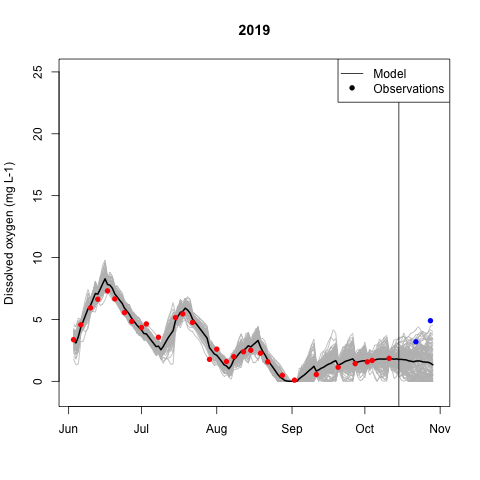 2019
Dissolved oxygen (mg L-1)
25
20
15
10
5
0
Model
Observations
Jun Jul Aug Sep Oct Nov